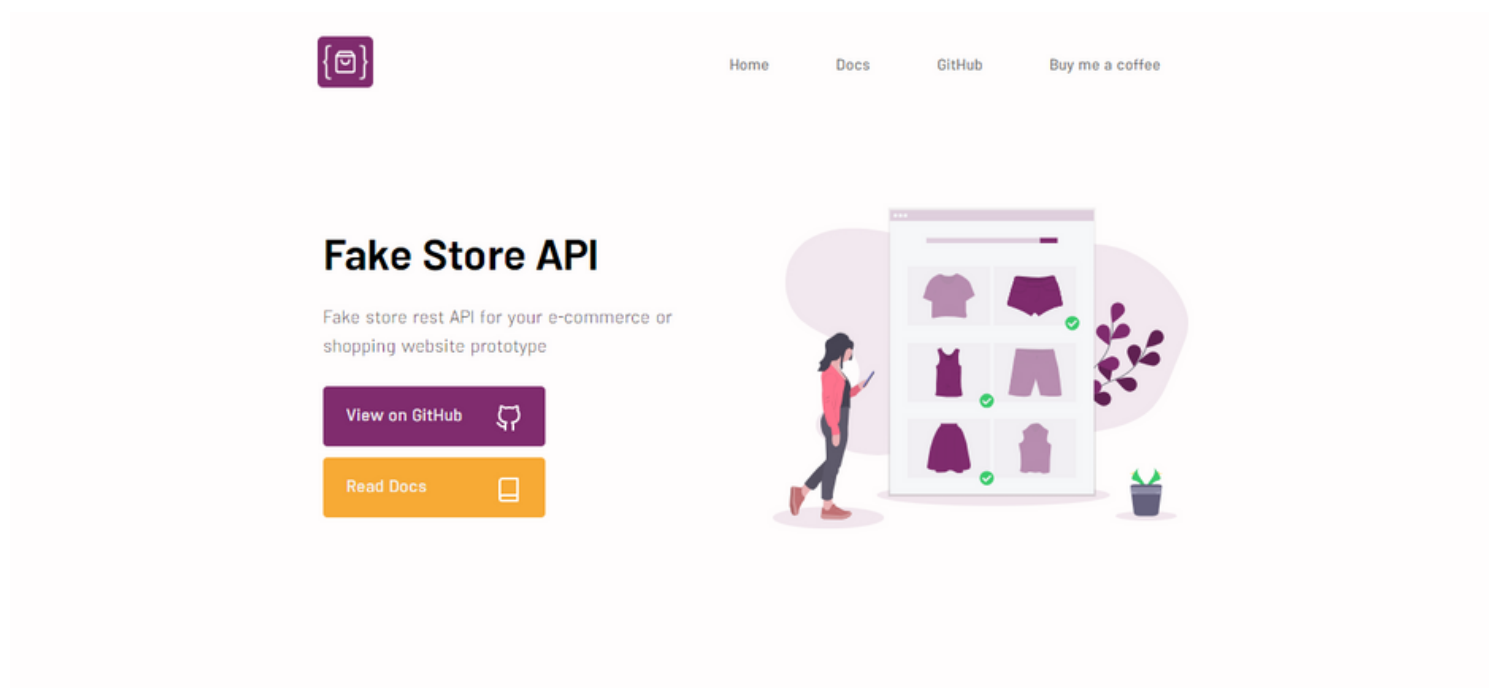 Home Docs GitHub Buy me a coffee
Fake Store API
Fake store rest API for your e-commerce or
shopping website prototype
View on GitHub
Read Docs